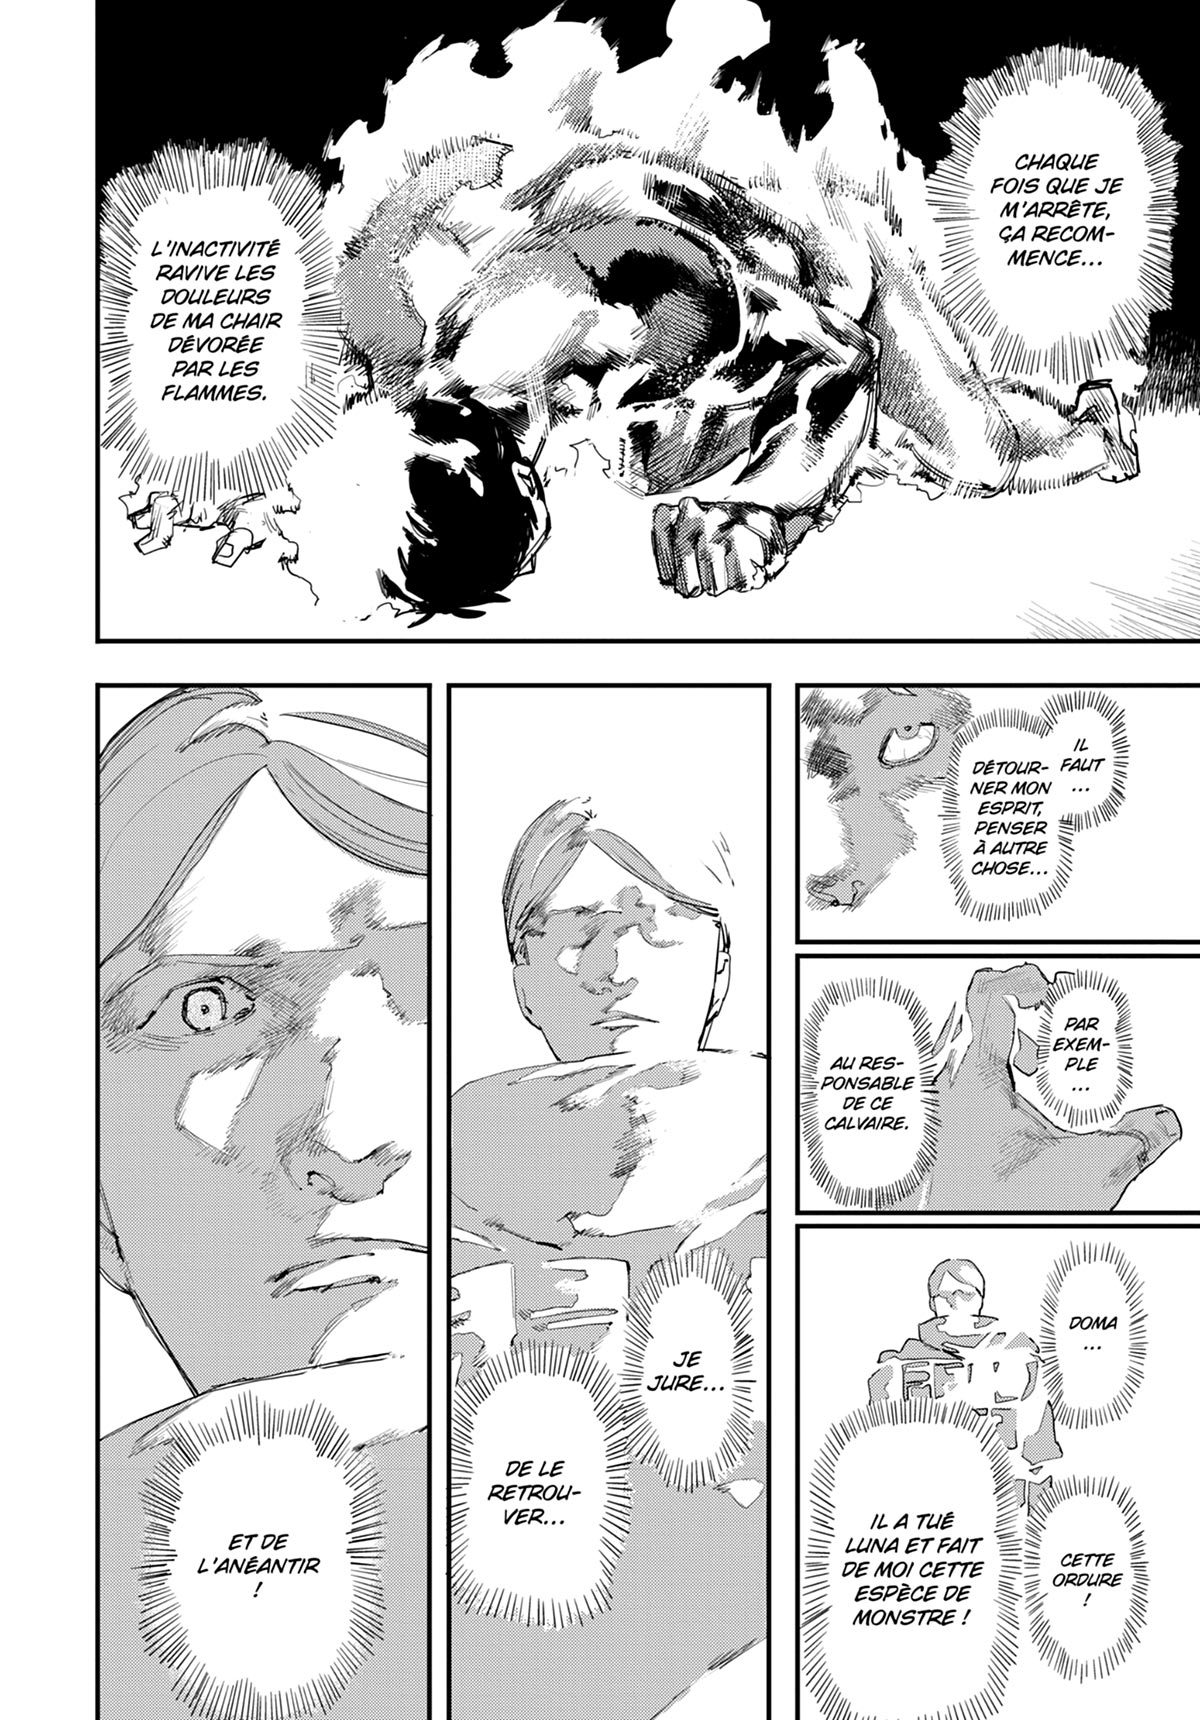 CHAQUE
FOIS QUE JE
M'ARRÊTE,
ÇA RECOM-
MENCE...
L'INACTIVITÉ
RAVIVE LES
DOULEURS
DE MA CHAIR
DÉVORÉE
PAR LES
FLAMMES.
IL
FAUT
...
DÉTOUR-
NER MON
ESPRIT,
PENSER
À AUTRE
CHOSE...
PAR
EXEM-
PLE
...
AU RES-
PONSABLE
DE CE
CALVAIRE.
DOMA
...
CETTE
ORDURE
!
IL A TUÉ
LUNA ET FAIT
DE MOI CETTE
ESPÈCE DE
MONSTRE !
JE
JURE...
DE LE
RETROU-
VER...
ET DE
L'ANÉANTIR
!